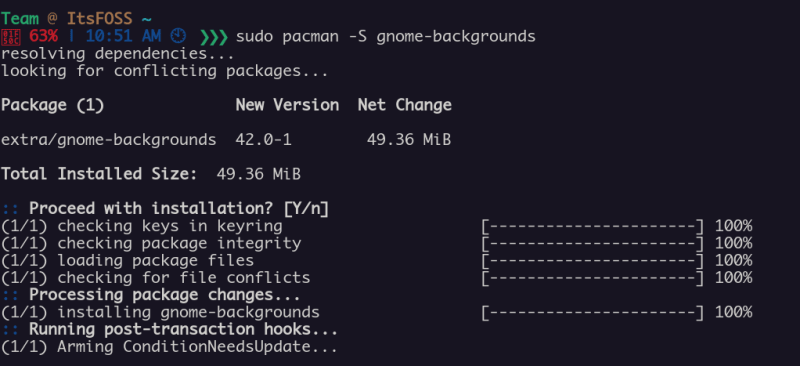 Team @ ItsFOSS ~
01F 50C 63% | 10:51 AM ❯❯❯ sudo pacman -S gnome-backgrounds
resolving dependencies...
looking for conflicting packages...
Package (1) New Version Net Change
extra/gnome-backgrounds 42.0-1 49.36 MiB
Total Installed Size: 49.36 MiB
:: Proceed with installation? [Y/n]
(1/1) checking keys in keyring [----------------------] 100%
(1/1) checking package integrity [----------------------] 100%
(1/1) loading package files [----------------------] 100%
(1/1) checking for file conflicts [----------------------] 100%
:: Processing package changes...
(1/1) installing gnome-backgrounds [----------------------] 100%
:: Running post-transaction hooks...
(1/1) Arming ConditionNeedsUpdate...